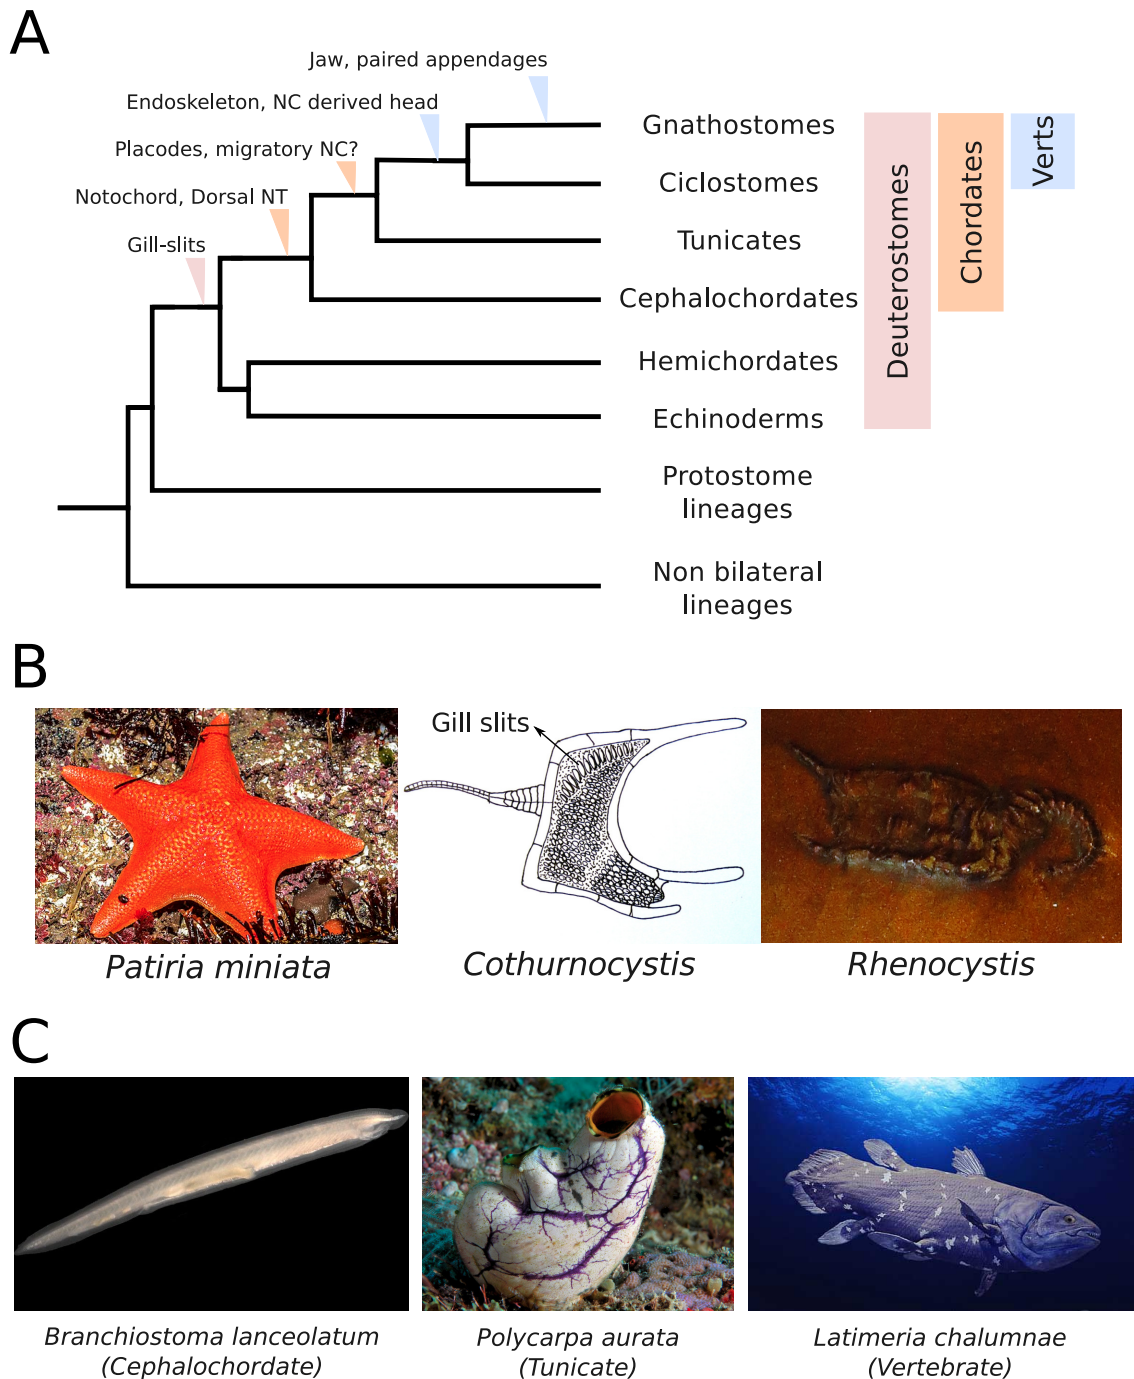 A
Jaw, paired appendages
Endoskeleton, NC derived head
Placodes, migratory NC?
Notochord, Dorsal NT
Gill-slits
Gnathostomes
Ciclostomes
Tunicates
Cephalochordates
Hemichordates
Echinoderms
Protostome
lineages
Non bilateral
lineages
Deuterostomes
Chordates
Verts
B
Gill slits
Patiria miniata
Cothurnocystis
Rhenocystis
C
Branchiostoma lanceolatum
(Cephalochordate)
Polycarpa aurata
(Tunicate)
Latimeria chalumnae
(Vertebrate)